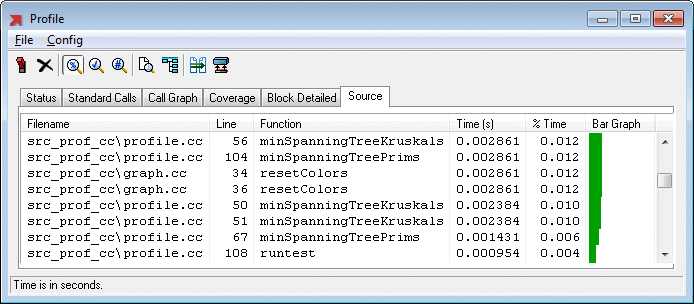 Profile
File Config
Status Standard Calls Call Graph Coverage Block Detailed Source
Filename Line Function Time (s) % Time Bar Graph
src_prof_cc\profile.cc 56 minSpanningTreeKruskals 0.002861 0.012
src_prof_cc\profile.cc 104 minSpanningTreePrims 0.002861 0.012
src_prof_cc\graph.cc 34 resetColors 0.002861 0.012
src_prof_cc\graph.cc 36 resetColors 0.002861 0.012
src_prof_cc\profile.cc 50 minSpanningTreeKruskals 0.002384 0.010
src_prof_cc\profile.cc 51 minSpanningTreeKruskals 0.002384 0.010
src_prof_cc\profile.cc 67 minSpanningTreePrims 0.001431 0.006
src_prof_cc\profile.cc 108 runtest 0.000954 0.004
Time is in seconds.